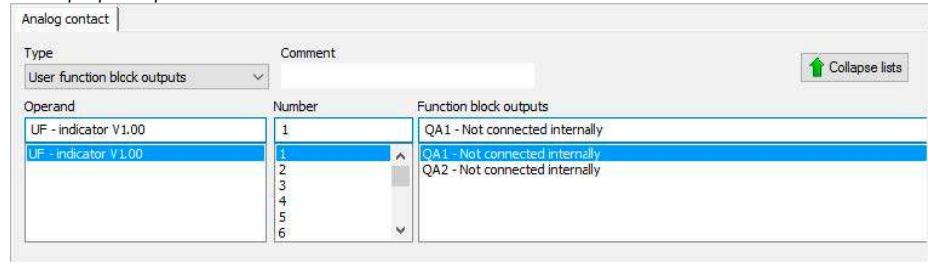 Analog contact
Type
Comment
User function block outputs
Collapse lists
Operand
Number
Function block outputs
UF - indicator V1.00
1
QA1 - Not connected internally
UF - indicator V1.00
1
QA1 - Not connected internally
2
QA2 - Not connected internally
3
4
5
6